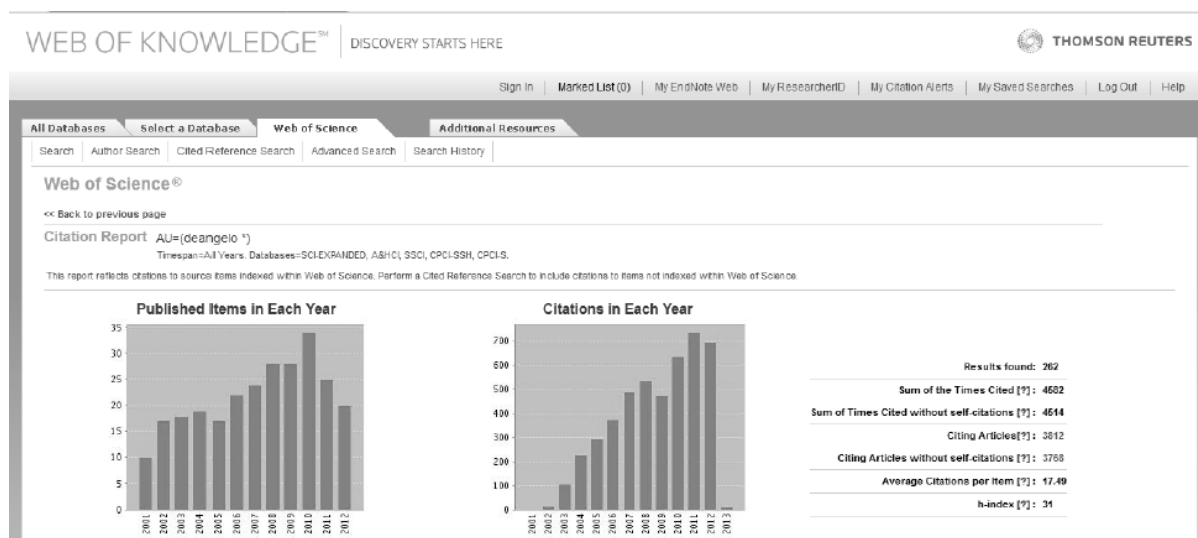 WEB OF KNOWLEDGE℠ DISCOVERY STARTS HERE
THOMSON REUTERS
Sign In Marked List (0) My EndNote Web My ResearcherID My Citation Alerts My Saved Searches Log Out Help
All Databases Select a Database Web of Science Additional Resources
Search Author Search Cited Reference Search Advanced Search Search History
Web of Science®
<< Back to previous page
Citation Report AU=(deangelo *)
Timespan=All Years. Databases=SCI-EXPANDED, A&HCI, SSCI, CPCI-SSH, CPCI-S.
This report reflects citations to source items indexed within Web of Science. Perform a Cited Reference Search to include citations to items not indexed within Web of Science.
Published Items in Each Year
35
30
25
20
15
10
5
0
2001 2002 2003 2004 2005 2006 2007 2008 2009 2010 2011 2012
Citations in Each Year
700
600
500
400
300
200
100
0
2001 2002 2003 2004 2005 2006 2007 2008 2009 2010 2011 2012 2013
Results found: 262
Sum of the Times Cited [?] : 4582
Sum of Times Cited without self-citations [?] : 4514
Citing Articles[?] : 3812
Citing Articles without self-citations [?] : 3768
Average Citations per Item [?] : 17.49
h-index [?] : 31